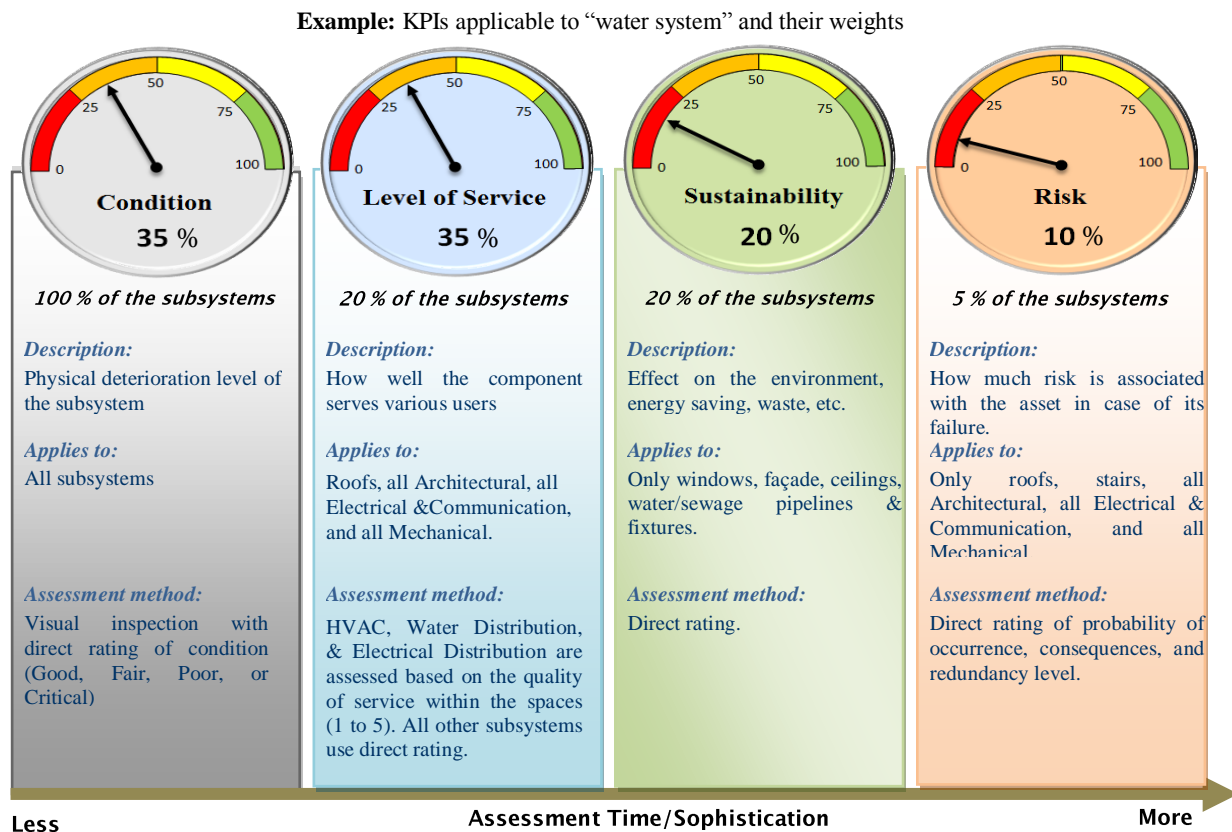 Example: KPIs applicable to “water system” and their weights
0
25
50
75
100
Condition
35 %
100 % of the subsystems
Description:
Physical deterioration level of
the subsystem
Applies to:
All subsystems
Assessment method:
Visual inspection with
direct rating of condition
(Good, Fair, Poor, or
Critical)
0
25
50
75
100
Level of Service
35 %
20 % of the subsystems
Description:
How well the component
serves various users
Applies to:
Roofs, all Architectural, all
Electrical &Communication,
and all Mechanical.
Assessment method:
HVAC, Water Distribution,
& Electrical Distribution are
assessed based on the quality
of service within the spaces
(1 to 5). All other subsystems
use direct rating.
0
25
50
75
100
Sustainability
20 %
20 % of the subsystems
Description:
Effect on the environment,
energy saving, waste, etc.
Applies to:
Only windows, façade, ceilings,
water/sewage pipelines &
fixtures.
Assessment method:
Direct rating.
0
25
50
75
100
Risk
10 %
5 % of the subsystems
Description:
How much risk is associated
with the asset in case of its
failure.
Applies to:
Only roofs, stairs, all
Architectural, all Electrical &
Communication, and all
Mechanical
Assessment method:
Direct rating of probability of
occurrence, consequences, and
redundancy level.
Less
Assessment Time/Sophistication
More